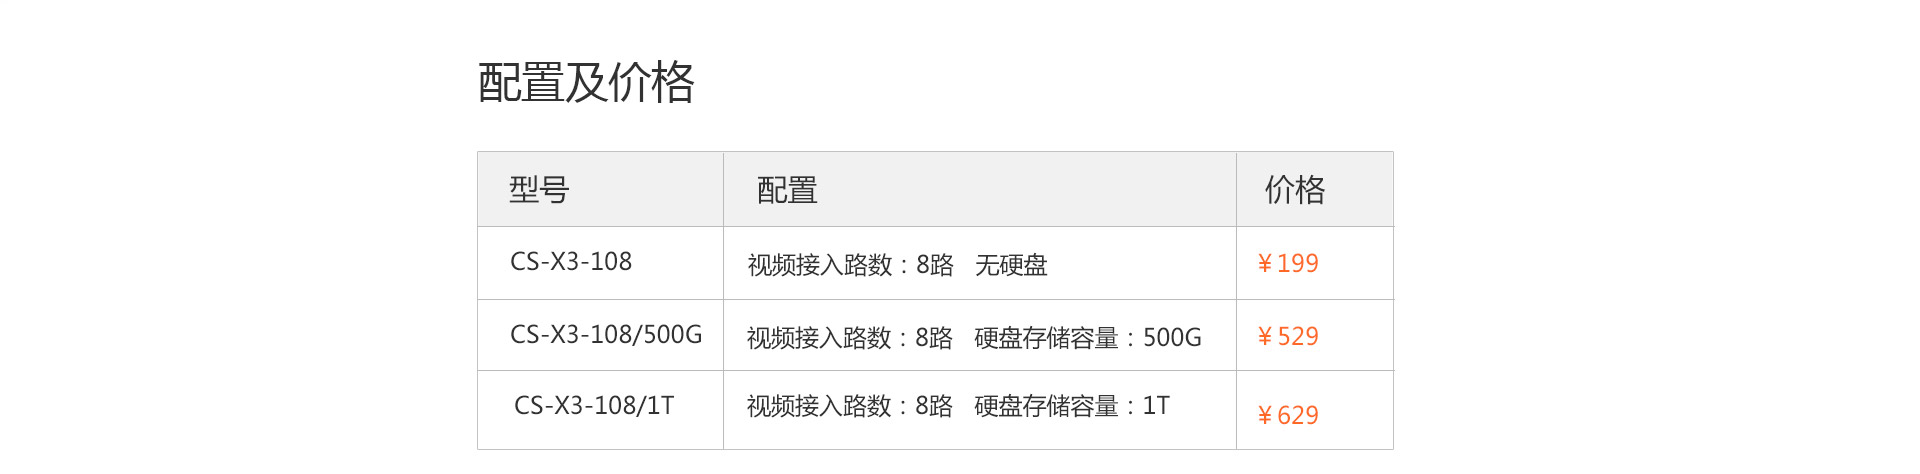 配置及价格
型号 配置 价格
CS-X3-108 视频接入路数：8路 无硬盘 ¥199
CS-X3-108/500G 视频接入路数：8路 硬盘存储容量：500G ¥529
CS-X3-108/1T 视频接入路数：8路 硬盘存储容量：1T ¥629